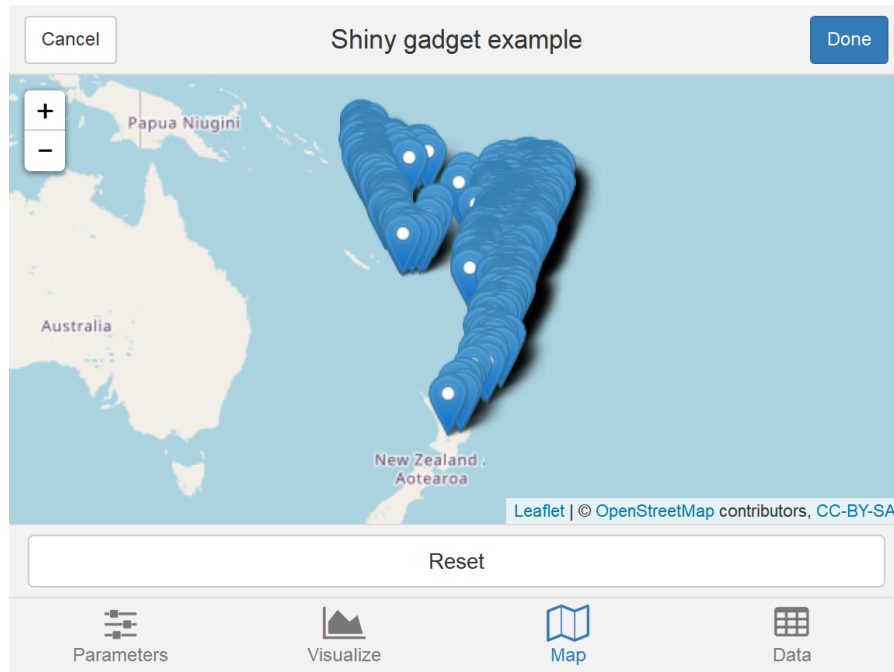 Cancel
Shiny gadget example
Done
+
−
Papua Niugini
Australia
New Zealand /
Aotearoa
Leaflet | © OpenStreetMap contributors, CC-BY-SA
Reset
Parameters
Visualize
Map
Data